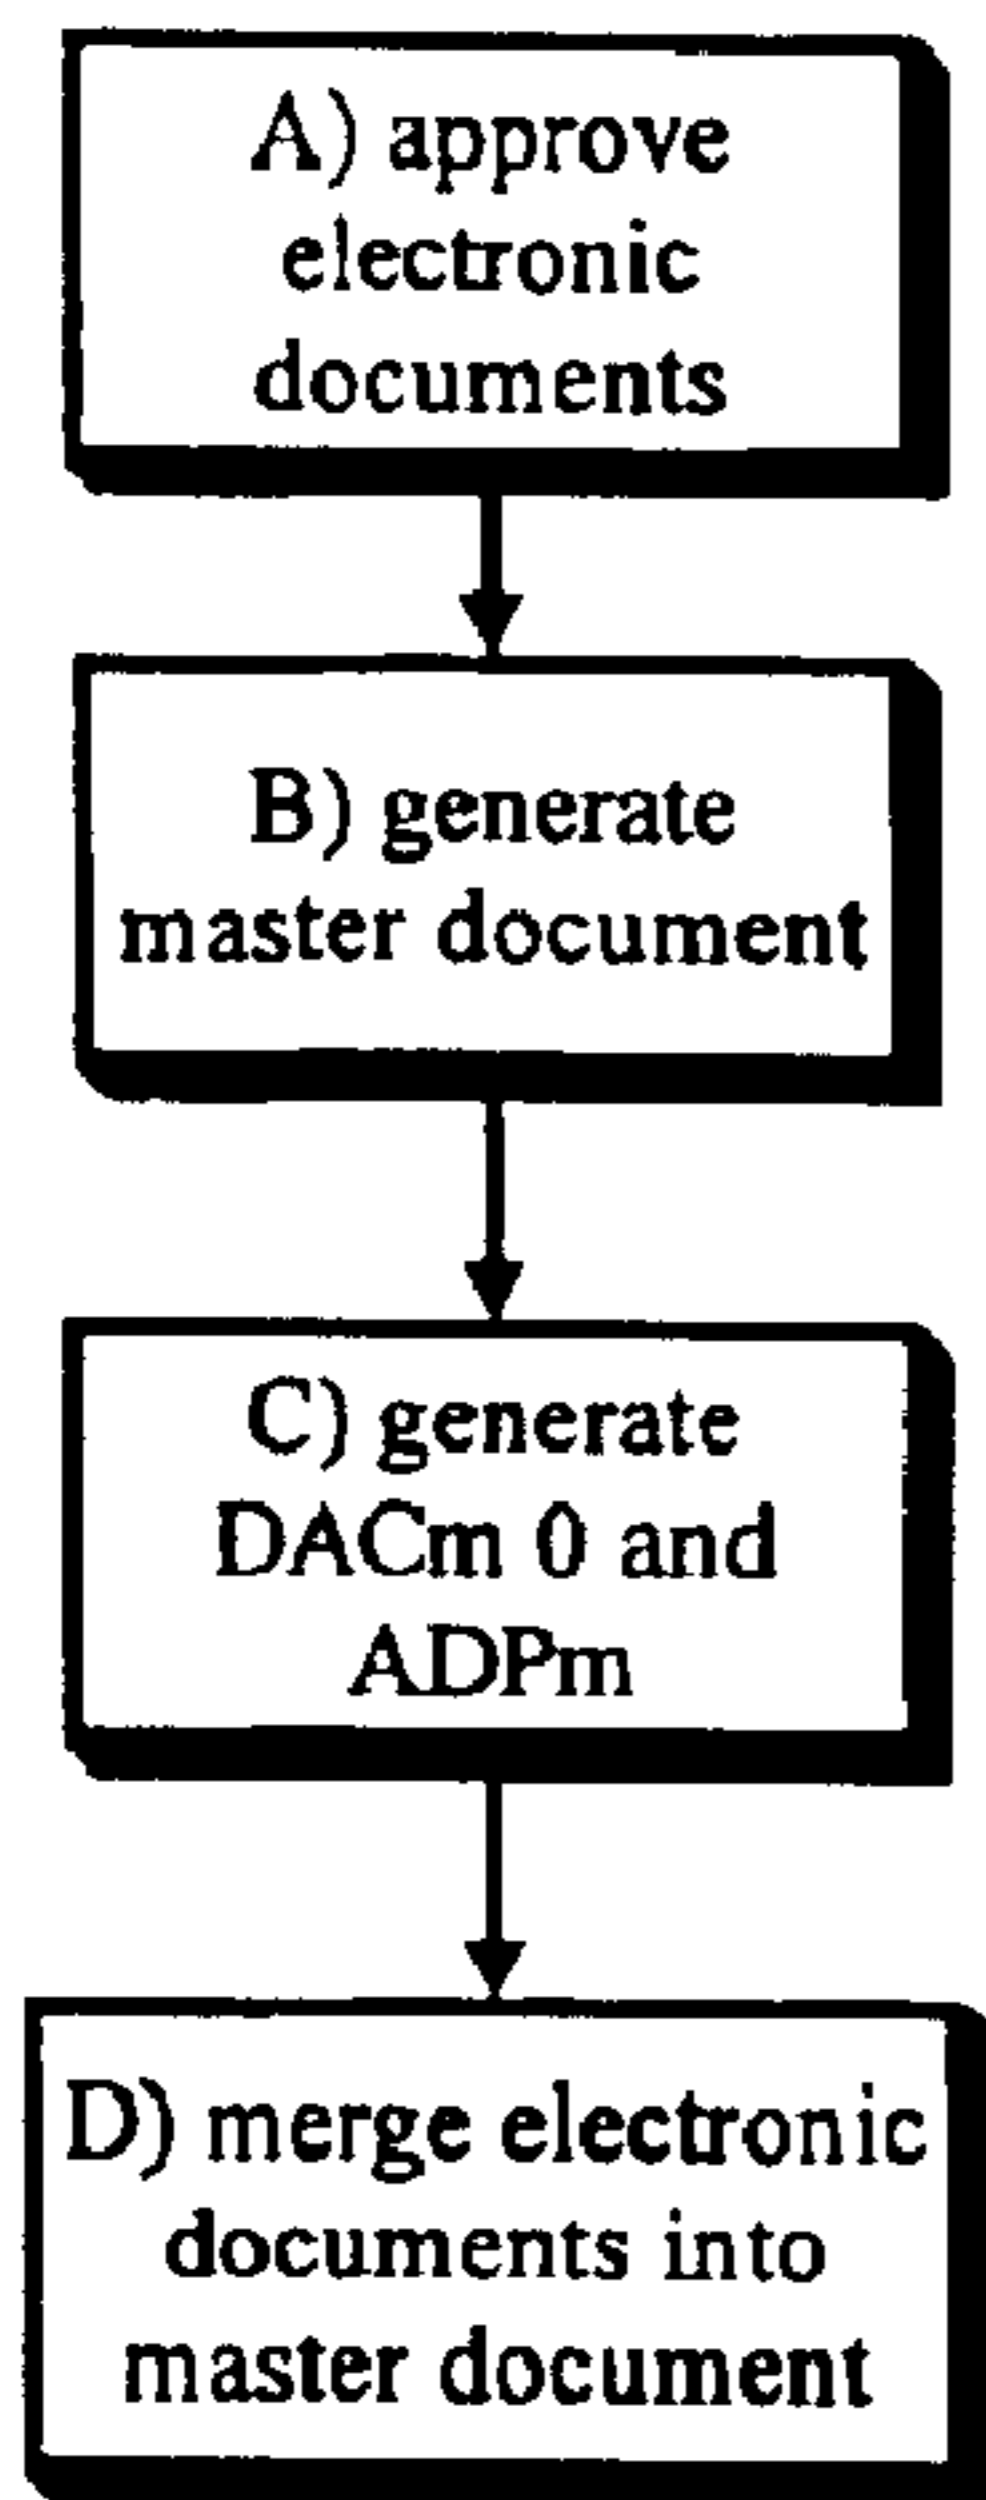 A) approve
electronic
documents
B) generate
master document
C) generate
DACm 0 and
ADPm
D) merge electronic
documents into
master document